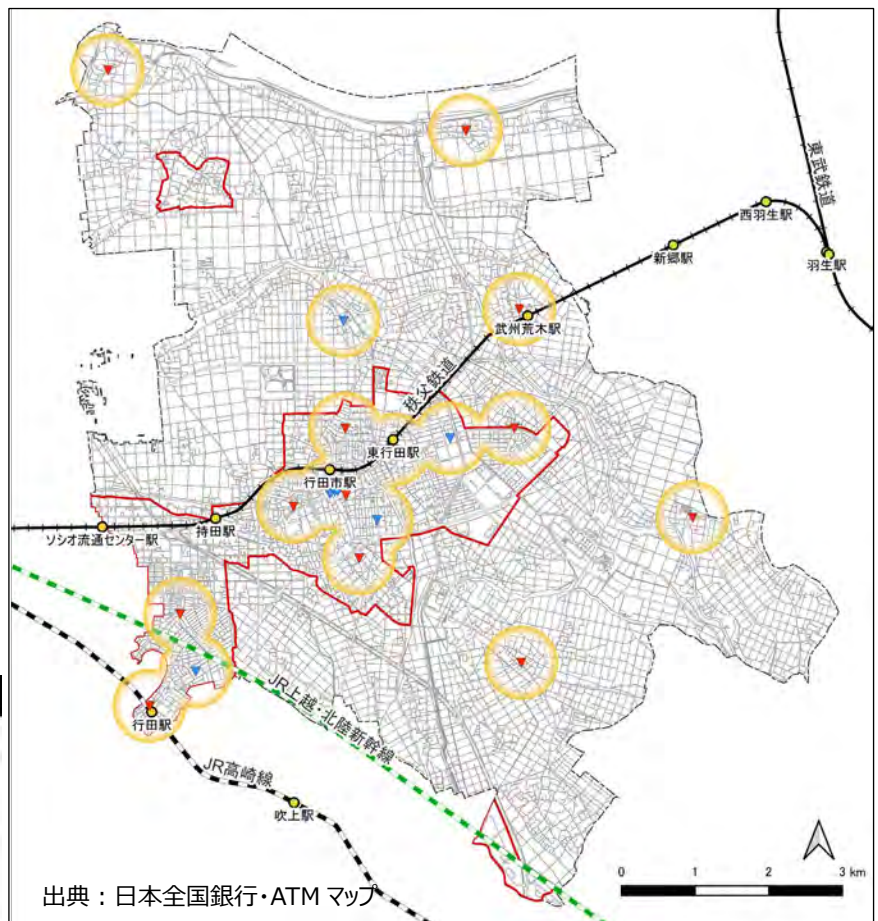 東武鉄道
西羽生駅
新郷駅
羽生駅
武州荒木駅
秩父鉄道
東行田駅
行田市駅
持田駅
ソシオ流通センター駅
行田駅
JR上越・北陸新幹線
JR高崎線
吹上駅
0 1 2 3 km
出典：日本全国銀行・ATM マップ